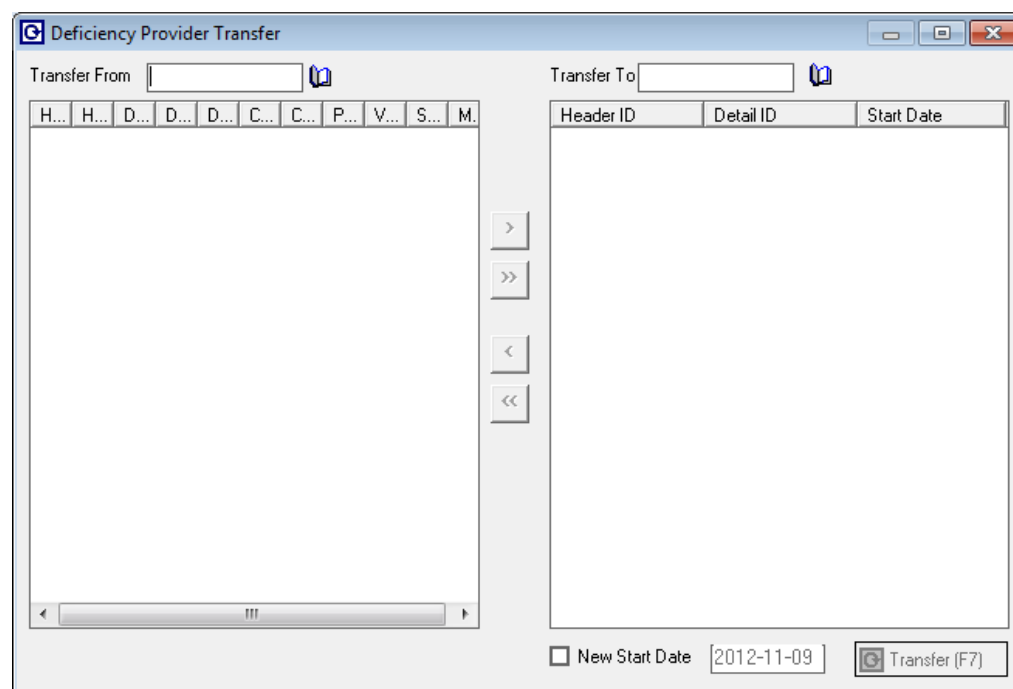 Deficiency Provider Transfer
Transfer From
Transfer To
H... H... D... D... D... C... C... P... V... S... M.
Header ID Detail ID Start Date
>
>>
<
<<
New Start Date 2012-11-09 Transfer (F7)